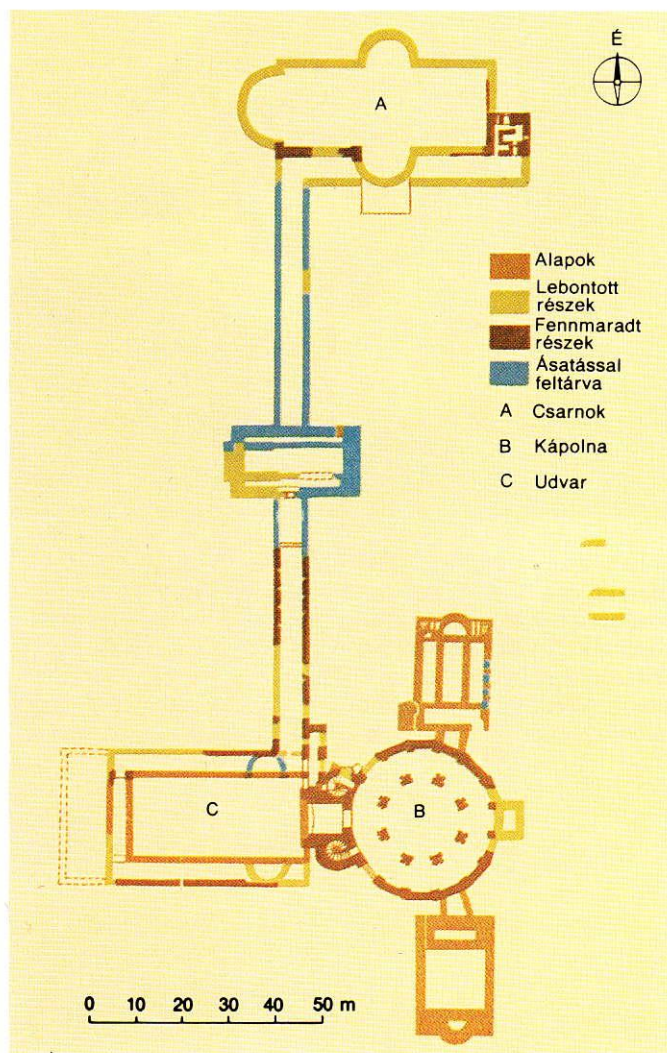 É
A
Alapok
Lebontott
részek
Fennmaradt
részek
Ásatással
feltárva
A Csarnok
B Kápolna
C Udvar
C
B
0 10 20 30 40 50 m